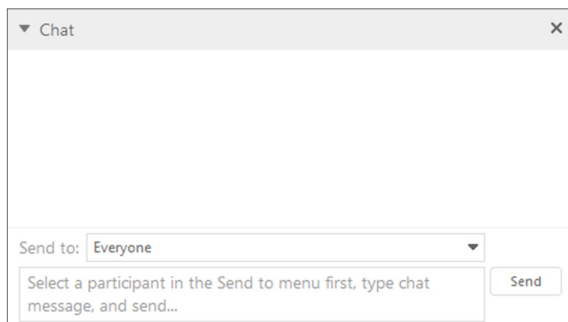 Chat
Send to: Everyone
Select a participant in the Send to menu first, type chat
message, and send...
Send